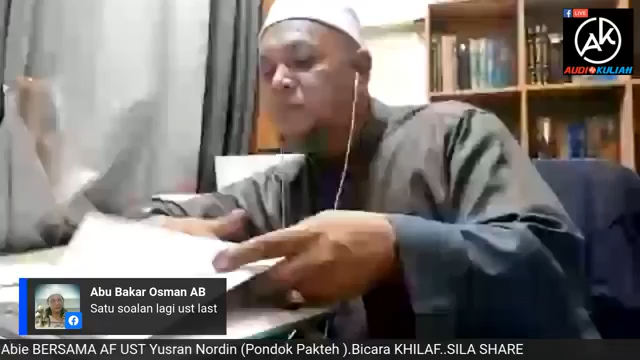 LIVE
AK
AUDIO KULIAH
Abu Bakar Osman AB
Satu soalan lagi ust last
Abie BERSAMA AF UST Yusran Nordin (Pondok Pakteh ).Bicara KHILAF..SILA SHARE